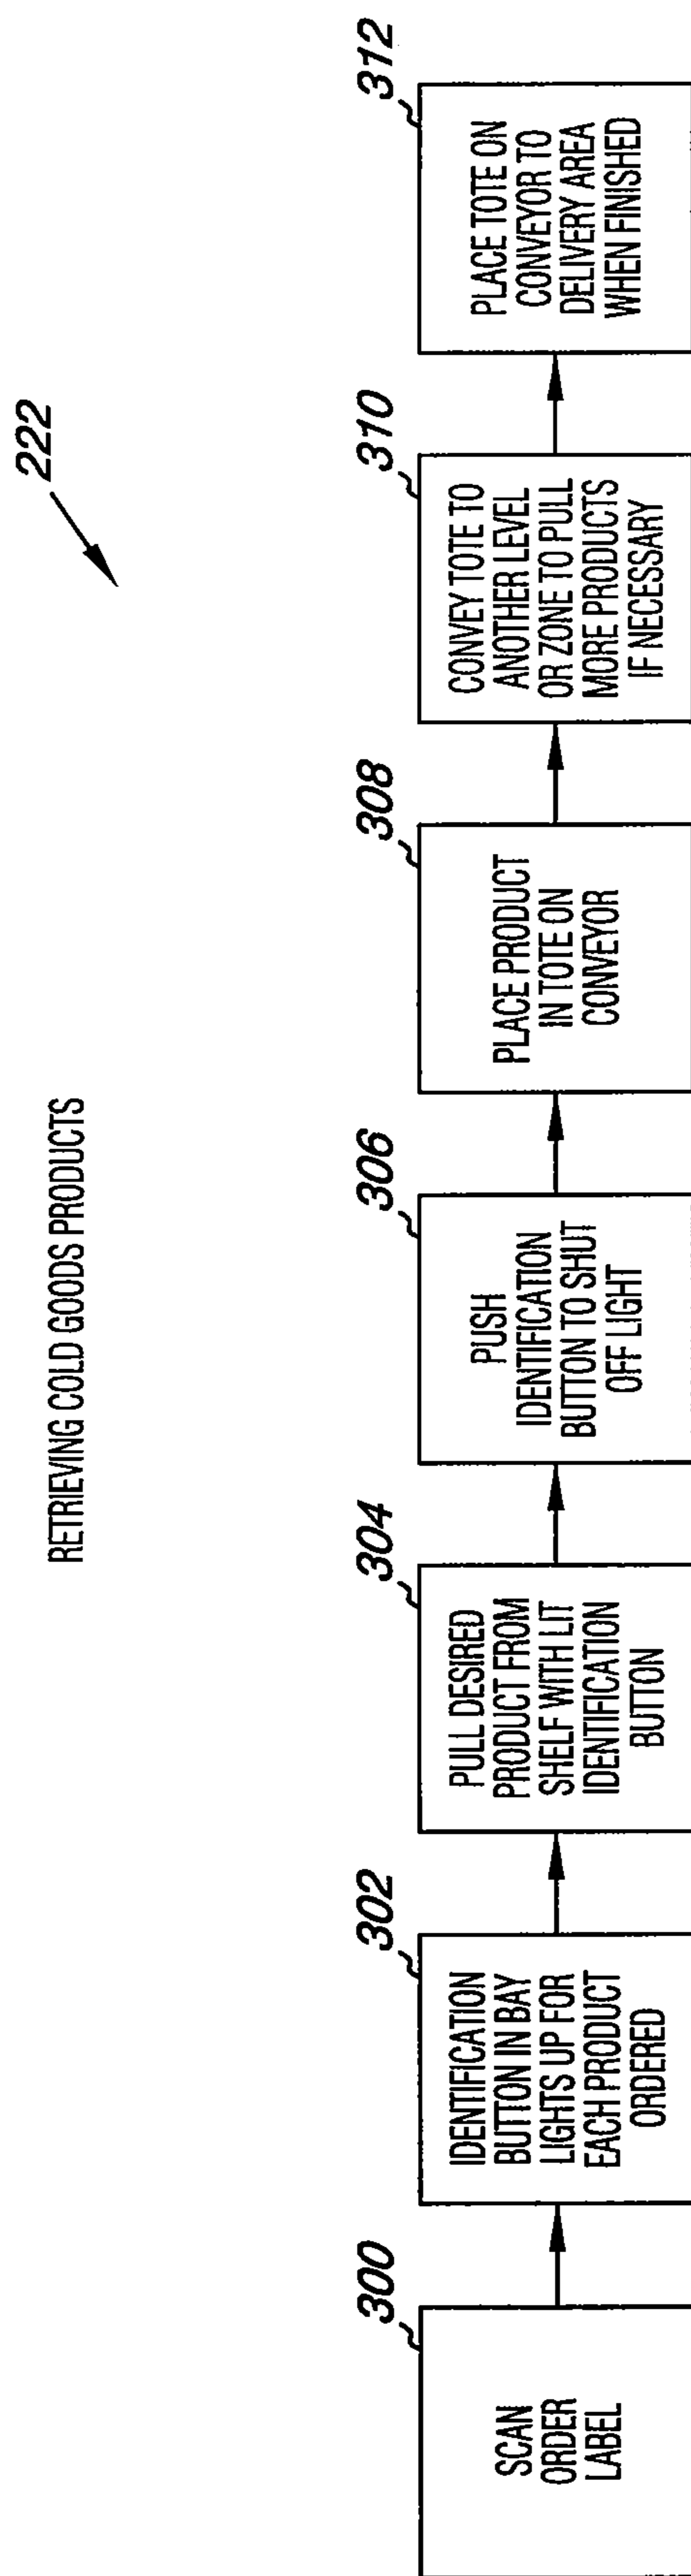 RETRIEVING COLD GOODS PRODUCTS
222
300
SCAN
ORDER
LABEL
302
IDENTIFICATION
BUTTON IN BAY
LIGHTS UP FOR
EACH PRODUCT
ORDERED
304
PULL DESIRED
PRODUCT FROM
SHELF WITH LIT
IDENTIFICATION
BUTTON
306
PUSH
IDENTIFICATION
BUTTON TO SHUT
OFF LIGHT
308
PLACE PRODUCT
IN TOTE ON
CONVEYOR
310
CONVEY TOTE TO
ANOTHER LEVEL
OR ZONE TO PULL
MORE PRODUCTS
IF NECESSARY
312
PLACE TOTE ON
CONVEYOR TO
DELIVERY AREA
WHEN FINISHED